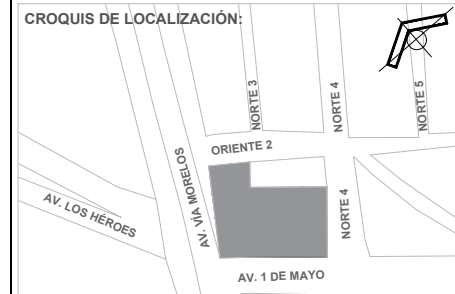 CROQUIS DE LOCALIZACIÓN:
NORTE 3
NORTE 4
NORTE 5
ORIENTE 2
AV. VÍA MORELOS
AV. LOS HÉROES
NORTE 4
AV. 1 DE MAYO